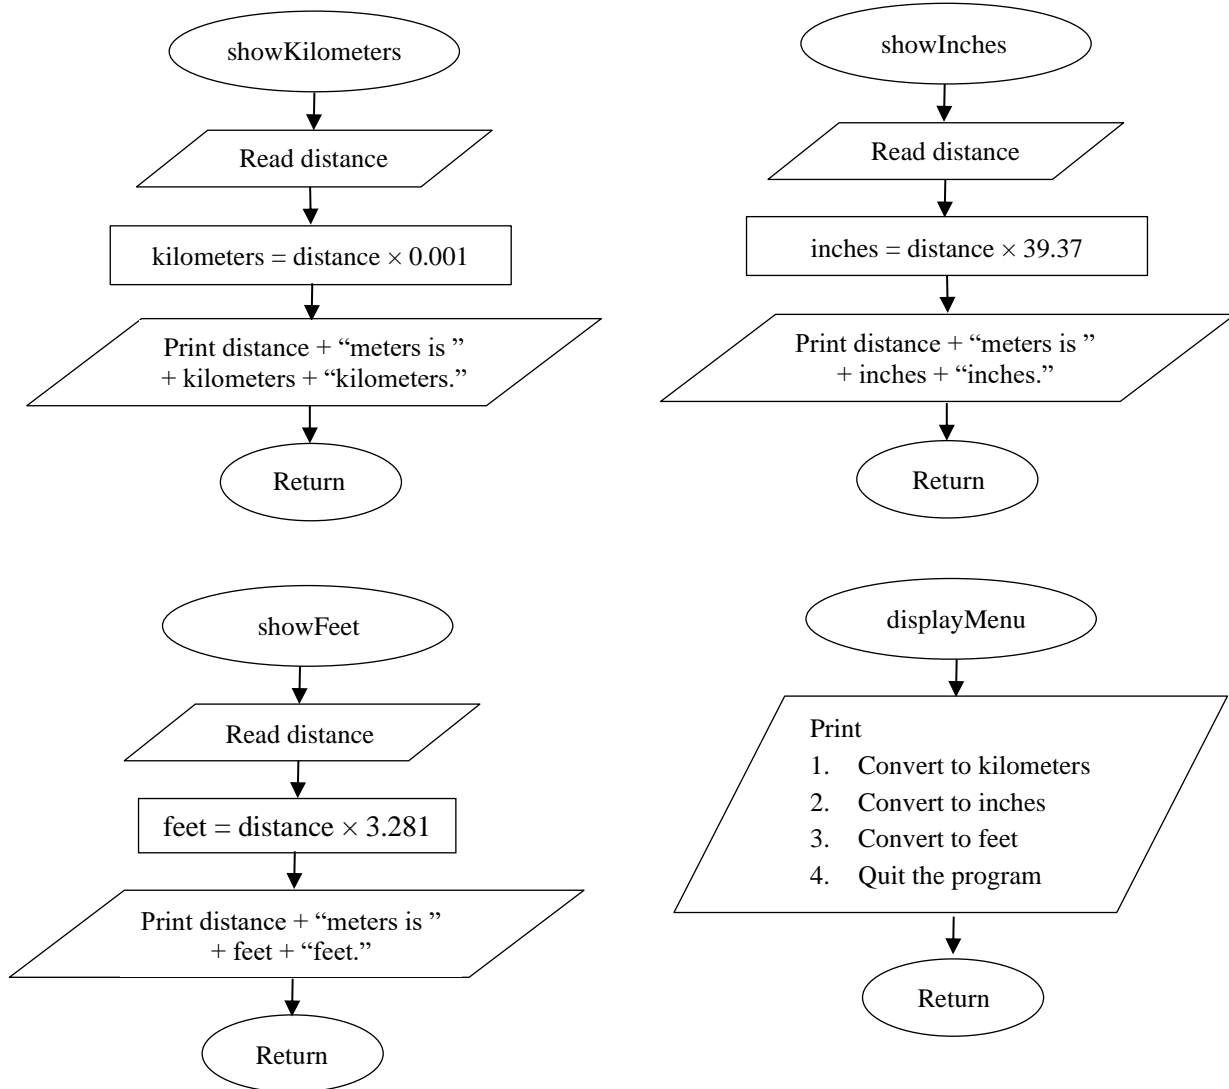 showKilometers
Read distance
kilometers = distance × 0.001
Print distance + “meters is ”
+ kilometers + “kilometers.”
Return
showInches
Read distance
inches = distance × 39.37
Print distance + “meters is ”
+ inches + “inches.”
Return
showFeet
Read distance
feet = distance × 3.281
Print distance + “meters is ”
+ feet + “feet.”
Return
displayMenu
Print
1. Convert to kilometers
2. Convert to inches
3. Convert to feet
4. Quit the program
Return